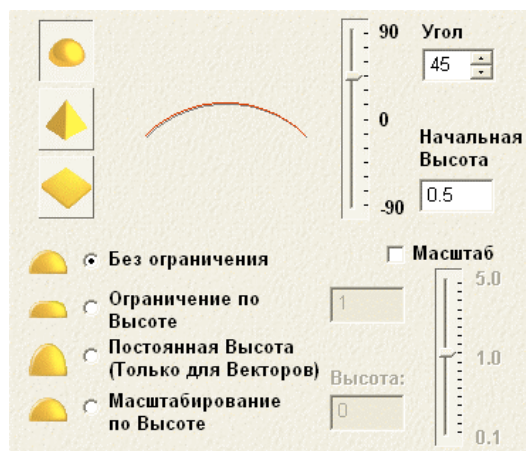 90
Угол
45
0
Начальная
Высота
0.5
-90
Без ограничения
Масштаб
5.0
Ограничение по
Высоте
1
Постоянная Высота
(Только для Векторов)
1.0
Высота:
Масштабирование
по Высоте
0
0.1